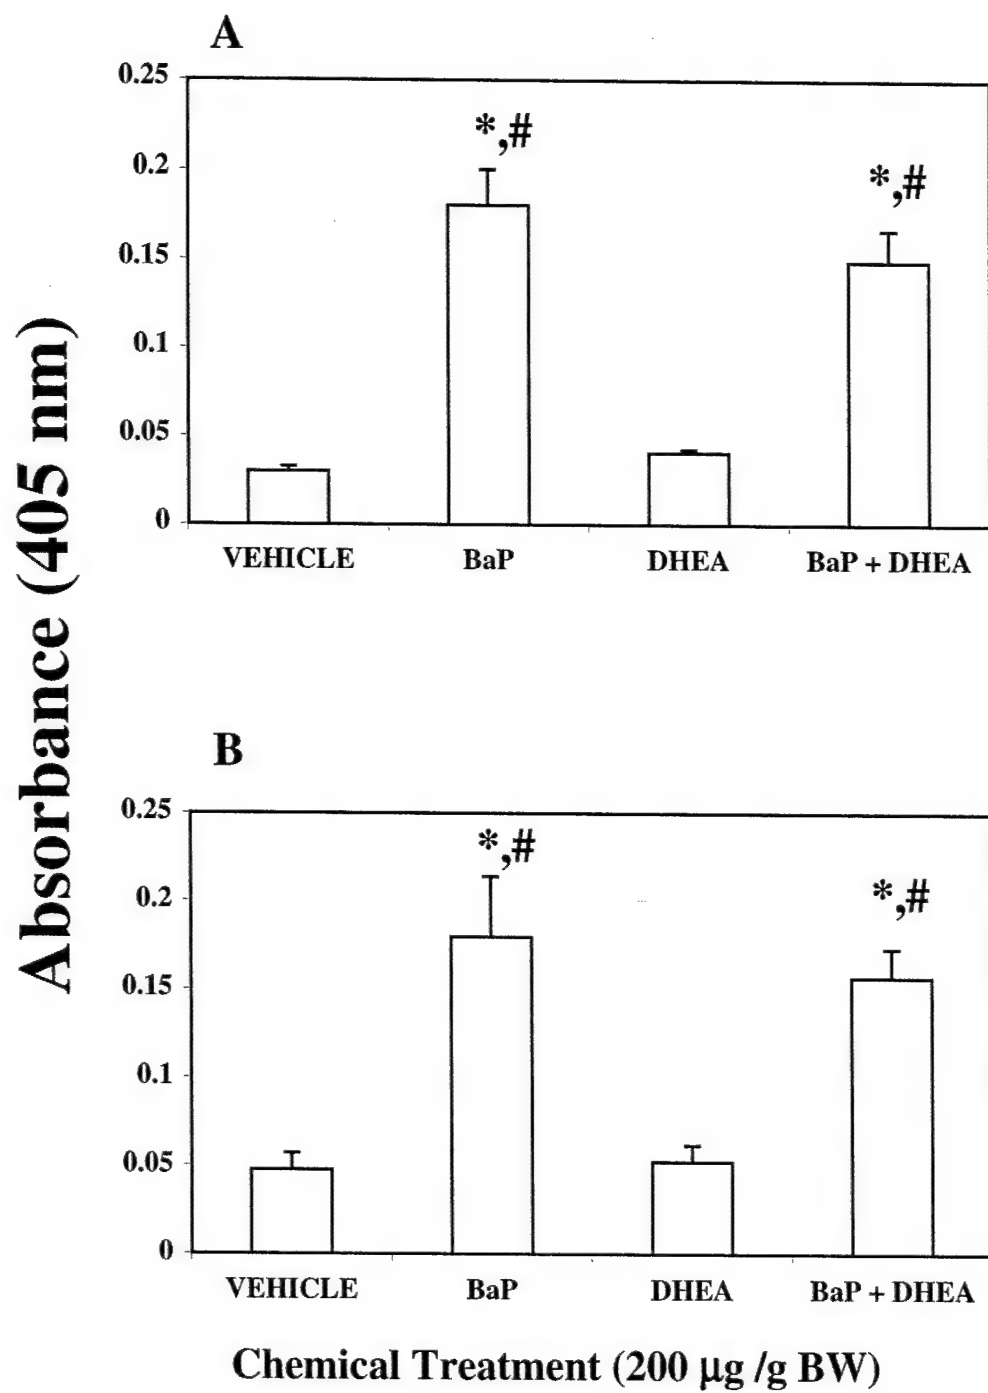 A
0.25
*,#
0.2
*,#
0.15
0.1
0.05
0
VEHICLE BaP DHEA BaP + DHEA
Absorbance (405 nm)
B
0.25
*,#
0.2
*,#
0.15
0.1
0.05
0
VEHICLE BaP DHEA BaP + DHEA
Chemical Treatment (200 μg /g BW)